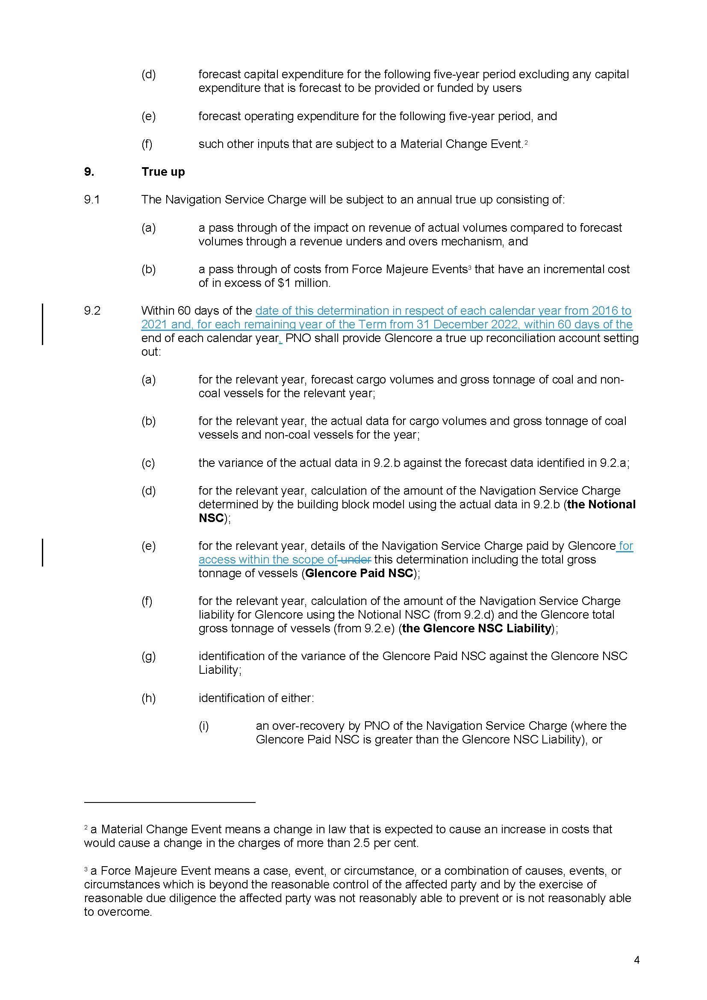 (d) forecast capital expenditure for the following five-year period excluding any capital
expenditure that is forecast to be provided or funded by users
(e) forecast operating expenditure for the following five-year period, and
(f) such other inputs that are subject to a Material Change Event.2
9. True up
9.1 The Navigation Service Charge will be subject to an annual true up consisting of:
(a) a pass through of the impact on revenue of actual volumes compared to forecast
volumes through a revenue unders and overs mechanism, and
(b) a pass through of costs from Force Majeure Events3 that have an incremental cost
of in excess of $1 million.
9.2 Within 60 days of the date of this determination in respect of each calendar year from 2016 to
2021 and, for each remaining year of the Term from 31 December 2022, within 60 days of the
end of each calendar year, PNO shall provide Glencore a true up reconciliation account setting
out:
(a) for the relevant year, forecast cargo volumes and gross tonnage of coal and non-
coal vessels for the relevant year;
(b) for the relevant year, the actual data for cargo volumes and gross tonnage of coal
vessels and non-coal vessels for the year;
(c) the variance of the actual data in 9.2.b against the forecast data identified in 9.2.a;
(d) for the relevant year, calculation of the amount of the Navigation Service Charge
determined by the building block model using the actual data in 9.2.b (the Notional
NSC);
(e) for the relevant year, details of the Navigation Service Charge paid by Glencore for
access within the scope of under this determination including the total gross
tonnage of vessels (Glencore Paid NSC);
(f) for the relevant year, calculation of the amount of the Navigation Service Charge
liability for Glencore using the Notional NSC (from 9.2.d) and the Glencore total
gross tonnage of vessels (from 9.2.e) (the Glencore NSC Liability);
(g) identification of the variance of the Glencore Paid NSC against the Glencore NSC
Liability;
(h) identification of either:
(i) an over-recovery by PNO of the Navigation Service Charge (where the
Glencore Paid NSC is greater than the Glencore NSC Liability), or
2 a Material Change Event means a change in law that is expected to cause an increase in costs that
would cause a change in the charges of more than 2.5 per cent.
3 a Force Majeure Event means a case, event, or circumstance, or a combination of causes, events, or
circumstances which is beyond the reasonable control of the affected party and by the exercise of
reasonable due diligence the affected party was not reasonably able to prevent or is not reasonably able
to overcome.
4